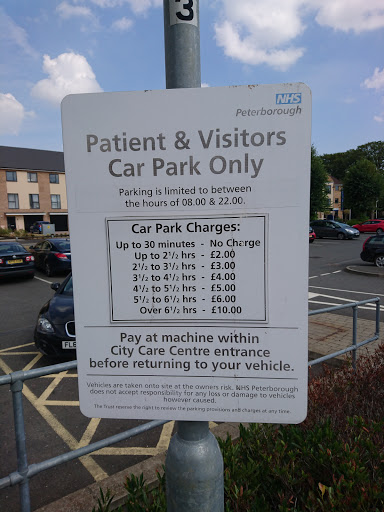 3
NHS
Peterborough
Patient & Visitors
Car Park Only
Parking is limited to between
the hours of 08.00 & 22.00.
Car Park Charges:
Up to 30 minutes - No Charge
Up to 2½ hrs - £2.00
2½ to 3½ hrs - £3.00
3½ to 4½ hrs - £4.00
4½ to 5½ hrs - £5.00
5½ to 6½ hrs - £6.00
Over 6½ hrs - £10.00
Pay at machine within
City Care Centre entrance
before returning to your vehicle.
Vehicles are taken onto site at the owners risk. NHS Peterborough
does not accept responsibility for any loss or damage to vehicles
however caused.
The Trust reserve the right to review the parking provisions and charges at any time.